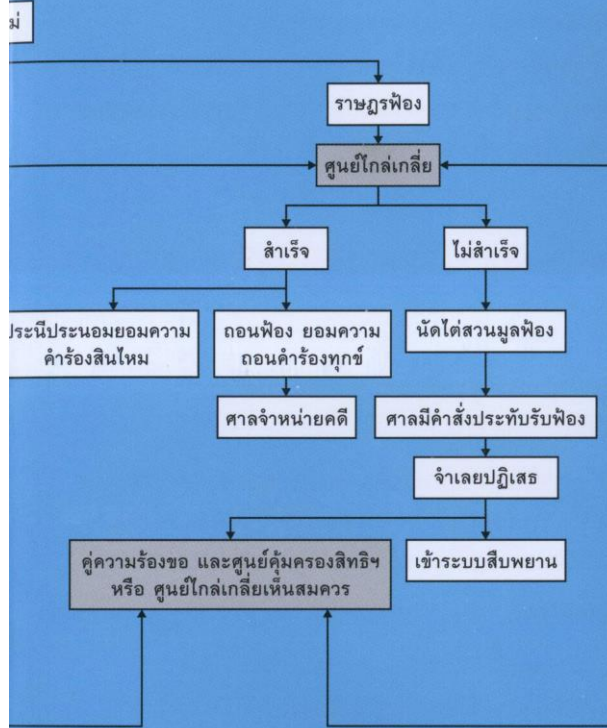 ม่
ราษฎรฟ้อง
ศูนย์ไกล่เกลี่ย
สำเร็จ
ไม่สำเร็จ
ประนีประนอมยอมความ
คำร้องสินไหม
ถอนฟ้อง ยอมความ
ถอนคำร้องทุกข์
นัดไต่สวนมูลฟ้อง
ศาลจำหน่ายคดี
ศาลมีคำสั่งประทับรับฟ้อง
จำเลยปฏิเสธ
คู่ความร้องขอ และศูนย์คุ้มครองสิทธิฯ
หรือ ศูนย์ไกล่เกลี่ยเห็นสมควร
เข้าระบบสืบพยาน